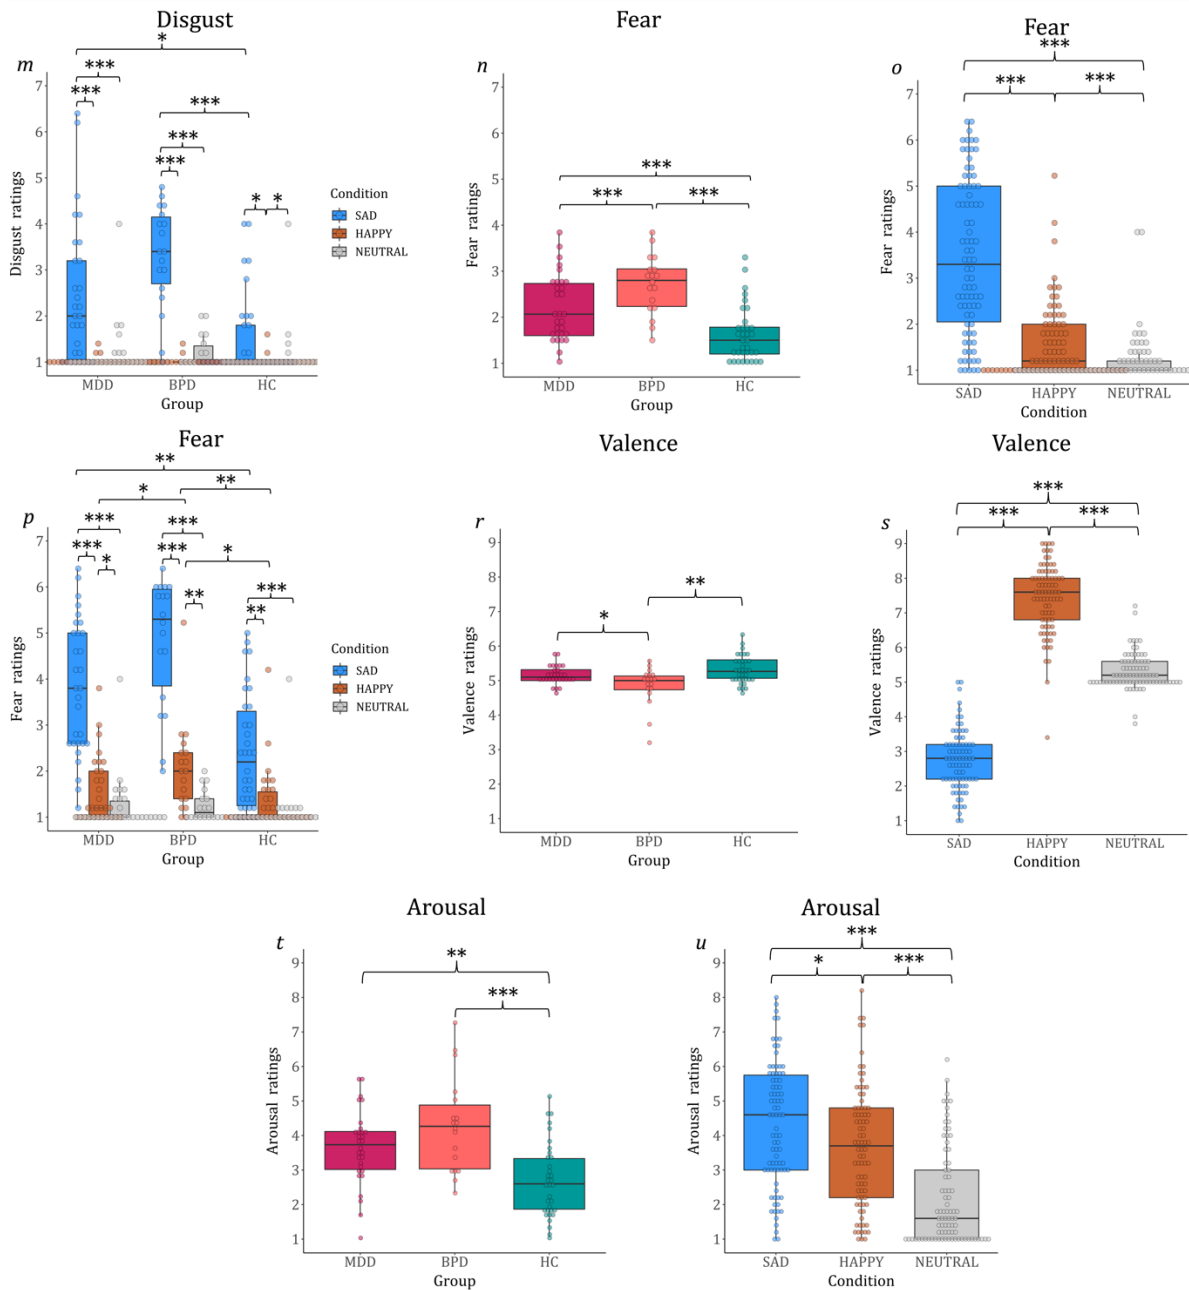 Disgust
Fear
Fear
m
n
o
*
***
***
***
***
***
*
*
Disgust ratings
7
6
5
4
3
2
1
MDD
BPD
HC
Group
Condition
SAD
HAPPY
NEUTRAL
***
***
***
Fear ratings
7
6
5
4
3
2
1
MDD
BPD
HC
Group
***
***
***
Fear ratings
7
6
5
4
3
2
1
SAD
HAPPY
NEUTRAL
Condition
Fear
Valence
Valence
p
r
s
**
*
**
***
***
***
***
*
*
**
***
**
Fear ratings
7
6
5
4
3
2
1
MDD
BPD
HC
Group
Condition
SAD
HAPPY
NEUTRAL
*
**
Valence ratings
9
8
7
6
5
4
3
2
1
MDD
BPD
HC
Group
***
***
***
Valence ratings
9
8
7
6
5
4
3
2
1
SAD
HAPPY
NEUTRAL
Condition
Arousal
Arousal
t
u
**
***
Arousal ratings
9
8
7
6
5
4
3
2
1
MDD
BPD
HC
Group
***
*
***
Arousal ratings
9
8
7
6
5
4
3
2
1
SAD
HAPPY
NEUTRAL
Condition